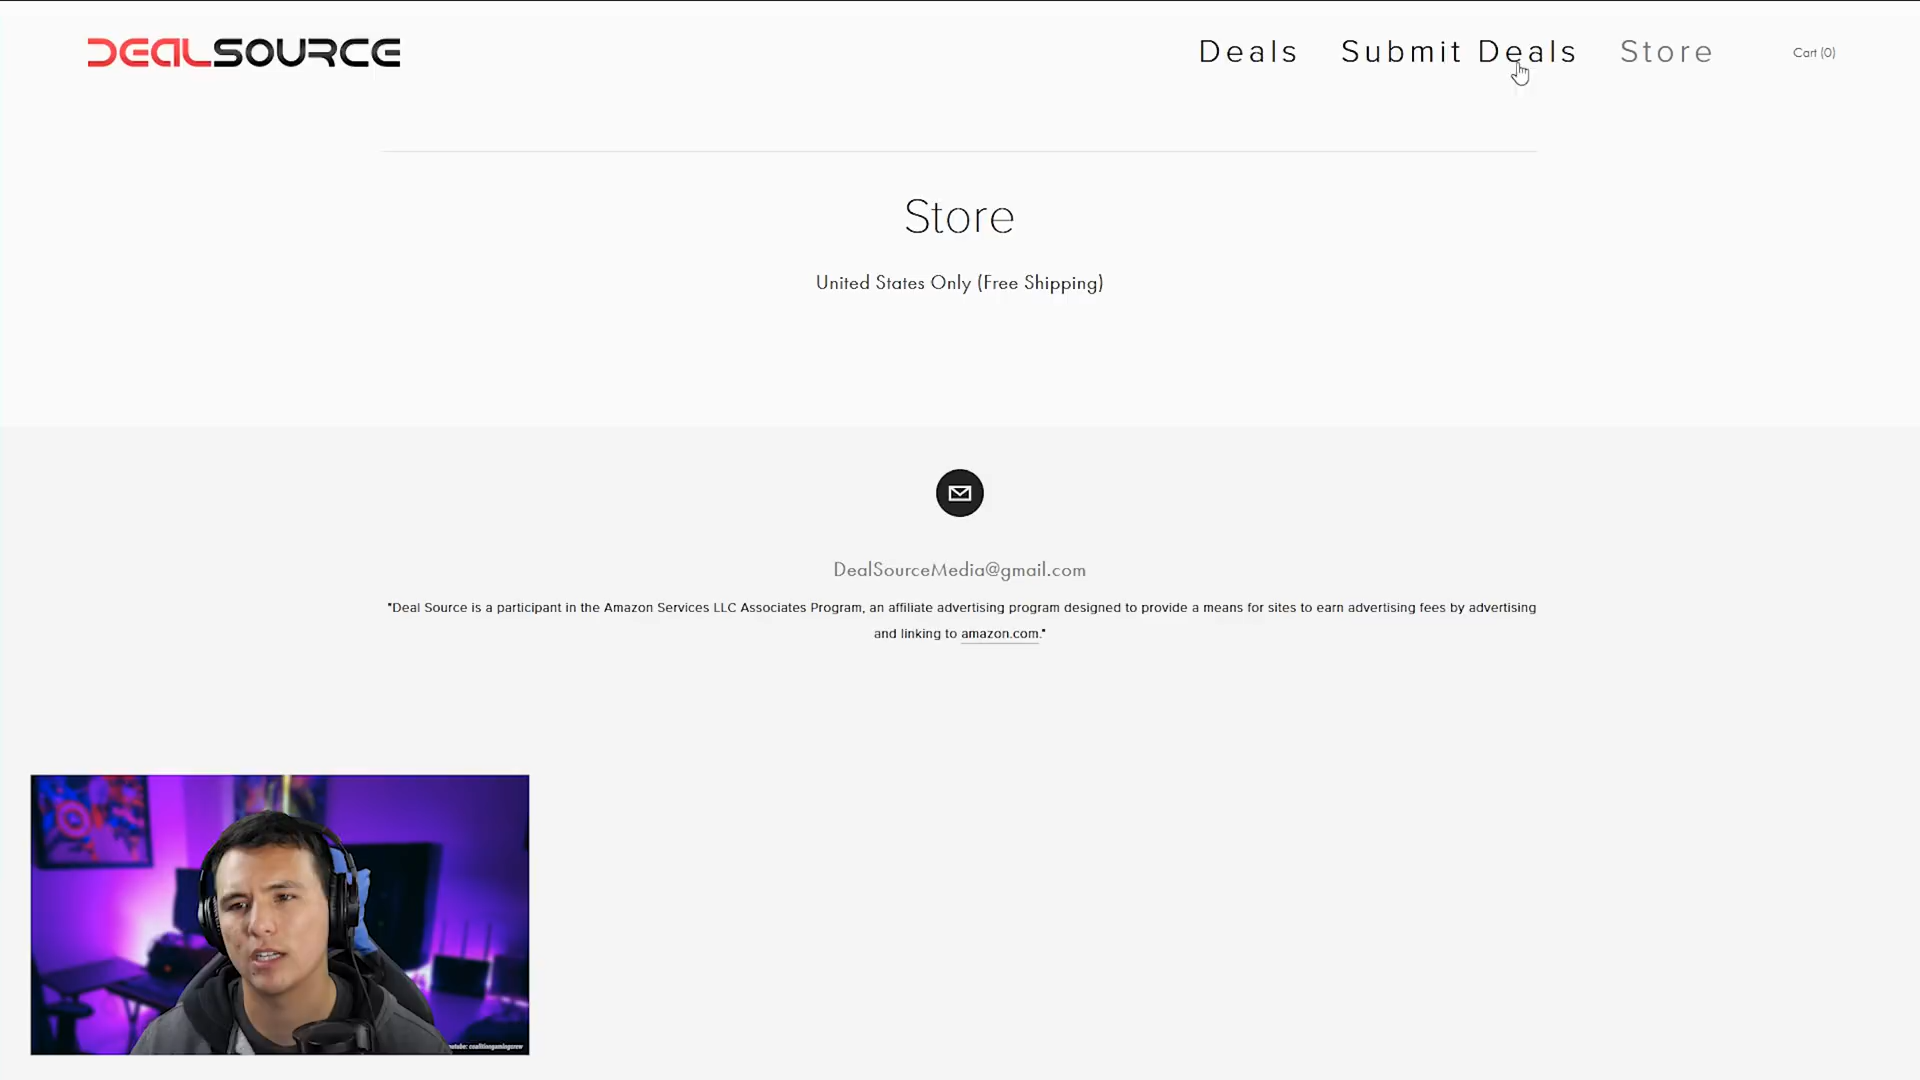 DEALSOURCE
Deals Submit Deals Store Cart (0)
Store
United States Only (Free Shipping)
DealSourceMedia@gmail.com
"Deal Source is a participant in the Amazon Services LLC Associates Program, an affiliate advertising program designed to provide a means for sites to earn advertising fees by advertising
and linking to amazon.com."